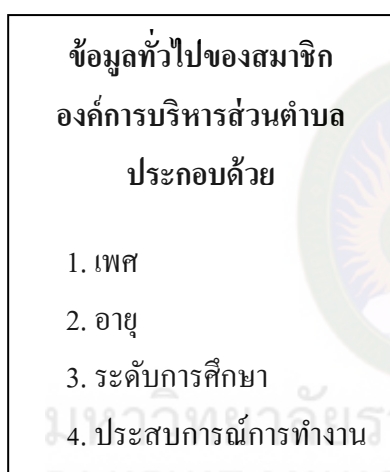 ข้อมูลทั่วไปของสมาชิก
องค์การบริหารส่วนตำบล
ประกอบด้วย
1. เพศ
2. อายุ
3. ระดับการศึกษา
4. ประสบการณ์การทำงาน